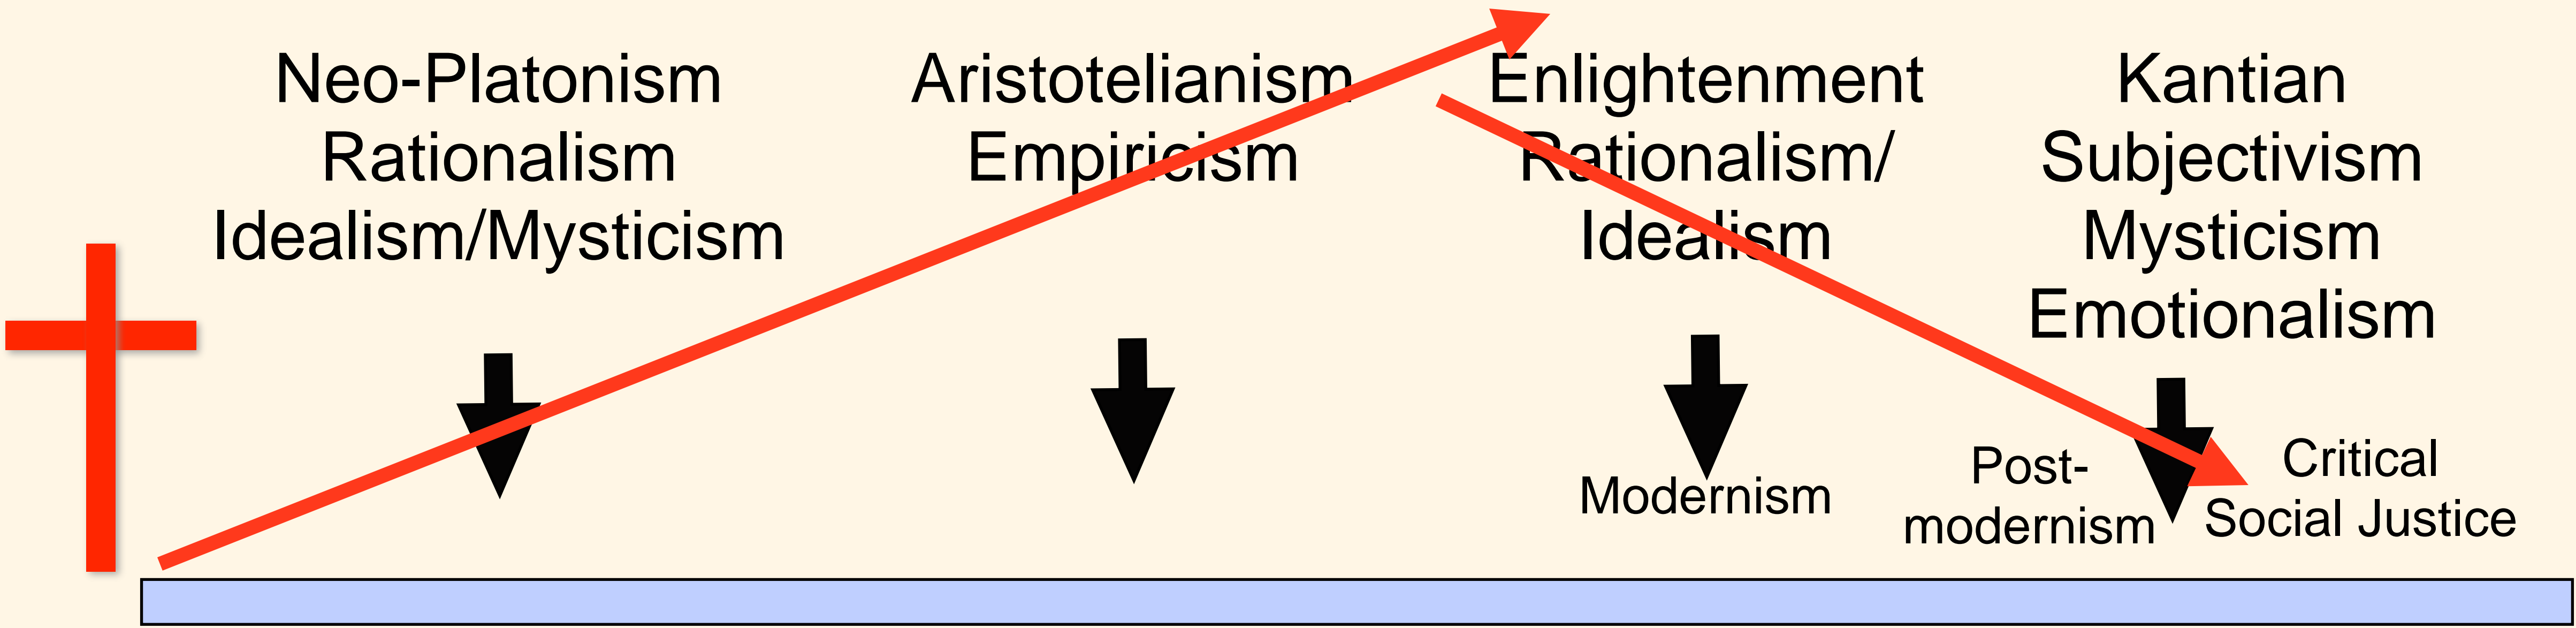 Neo-Platonism
Rationalism
Idealism/Mysticism
Aristotelianism
Empiricism
Enlightenment
Rationalism/
Idealism
Kantian
Subjectivism
Mysticism
Emotionalism
Modernism
Post-
modernism
Critical
Social Justice